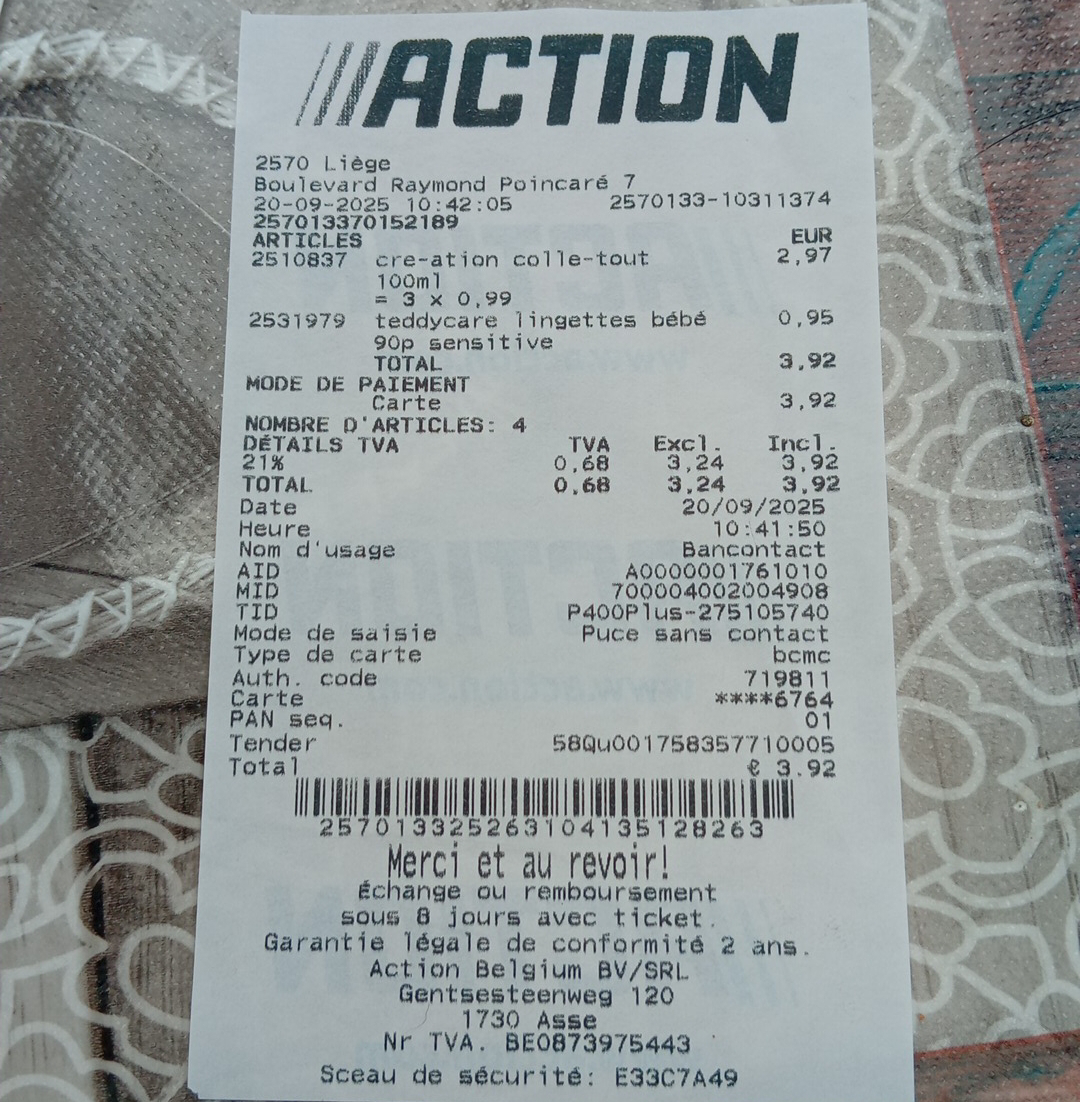 ACTION
2570 Liège
Boulevard Raymond Poincaré 7
20-09-2025 10:42:05 2570133-10311374
257013370152189
ARTICLES EUR
2510837 cre-ation colle-tout 2,97
100ml
= 3 x 0,99
2531979 teddycare lingettes bébé 0,95
90p sensitive
TOTAL 3,92
MODE DE PAIEMENT
Carte 3,92
NOMBRE D'ARTICLES: 4
DÉTAILS TVA TVA Excl. Incl.
21% 0,68 3,24 3,92
TOTAL 0,68 3,24 3,92
Date 20/09/2025
Heure 10:41:50
Nom d'usage Bancontact
AID A0000001761010
MID 700004002004908
TID P400Plus-275105740
Mode de saisie Puce sans contact
Type de carte bcmc
Auth. code 719811
Carte ****6764
PAN seq. 01
Tender 58Qu001758357710005
Total € 3.92
257013325263104135128263
Merci et au revoir!
Échange ou remboursement
sous 8 jours avec ticket.
Garantie légale de conformité 2 ans.
Action Belgium BV/SRL
Gentsesteenweg 120
1730 Asse
Nr TVA. BE0873975443
Sceau de sécurité: E33C7A49